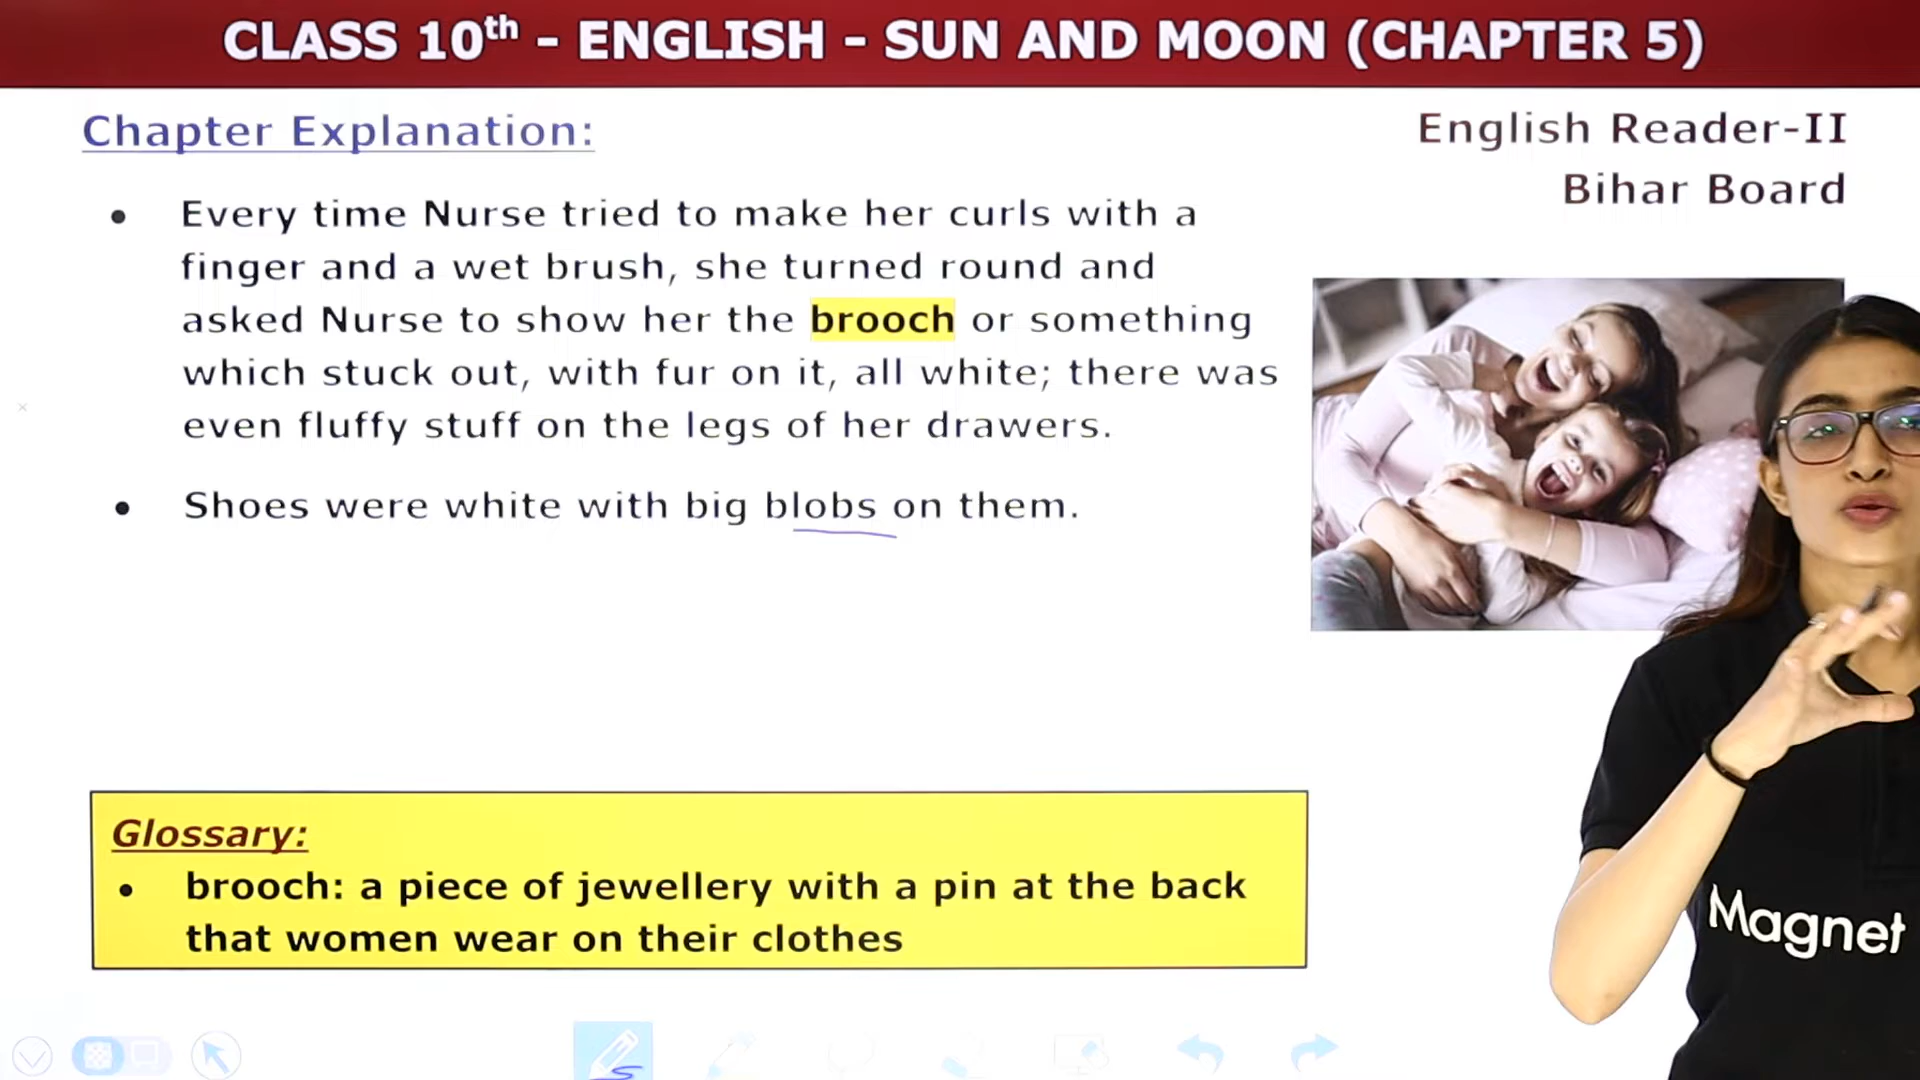 CLASS 10th - ENGLISH - SUN AND MOON (CHAPTER 5)
Chapter Explanation:
English Reader-II
Bihar Board
• Every time Nurse tried to make her curls with a
finger and a wet brush, she turned round and
asked Nurse to show her the brooch or something
which stuck out, with fur on it, all white; there was
even fluffy stuff on the legs of her drawers.
• Shoes were white with big blobs on them.
Glossary:
• brooch: a piece of jewellery with a pin at the back
that women wear on their clothes
Magnet